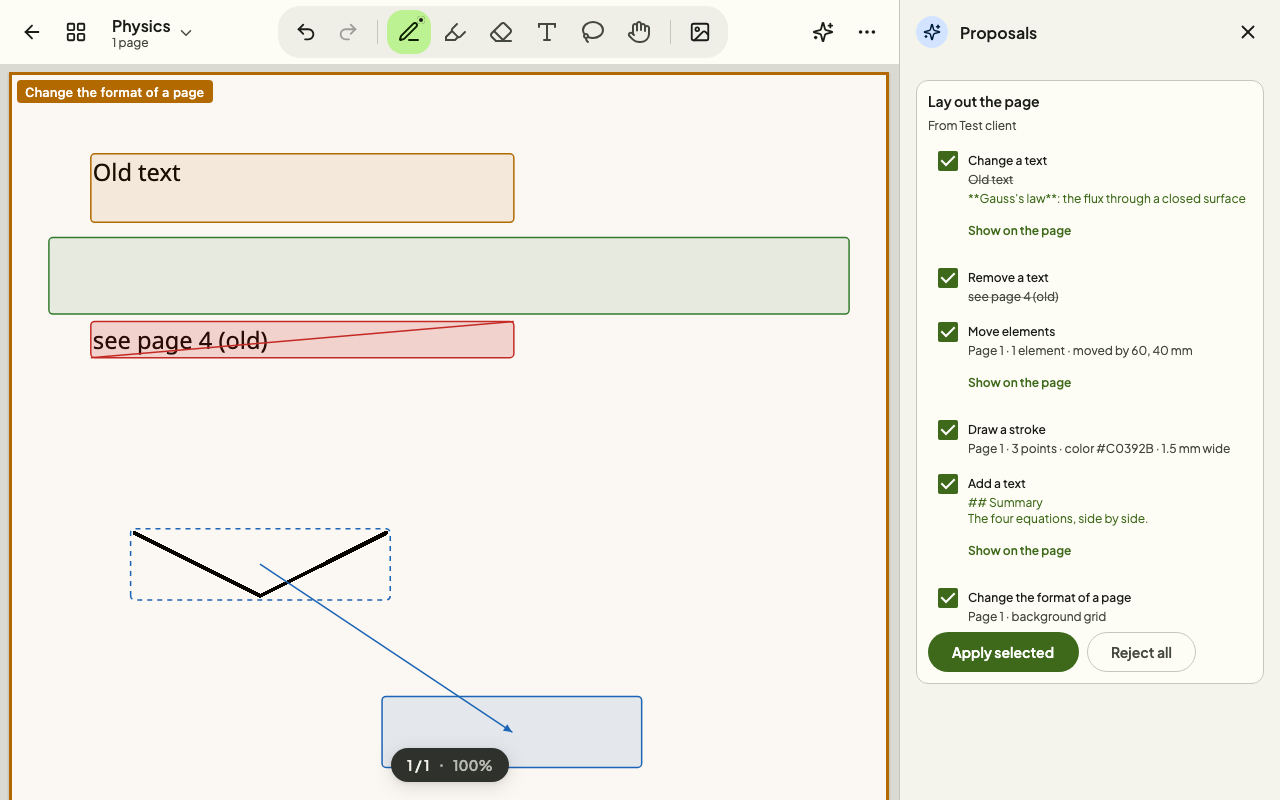 Physics
1 page
Proposals
Change the format of a page
Old text
see page 4 (old)
1/1 · 100%
Lay out the page
From Test client
Change a text
Old text
**Gauss's law**: the flux through a closed surface
Show on the page
Remove a text
see page 4 (old)
Move elements
Page 1 · 1 element · moved by 60, 40 mm
Show on the page
Draw a stroke
Page 1 · 3 points · color #C0392B · 1.5 mm wide
Add a text
## Summary
The four equations, side by side.
Show on the page
Change the format of a page
Page 1 · background grid
Apply selected
Reject all